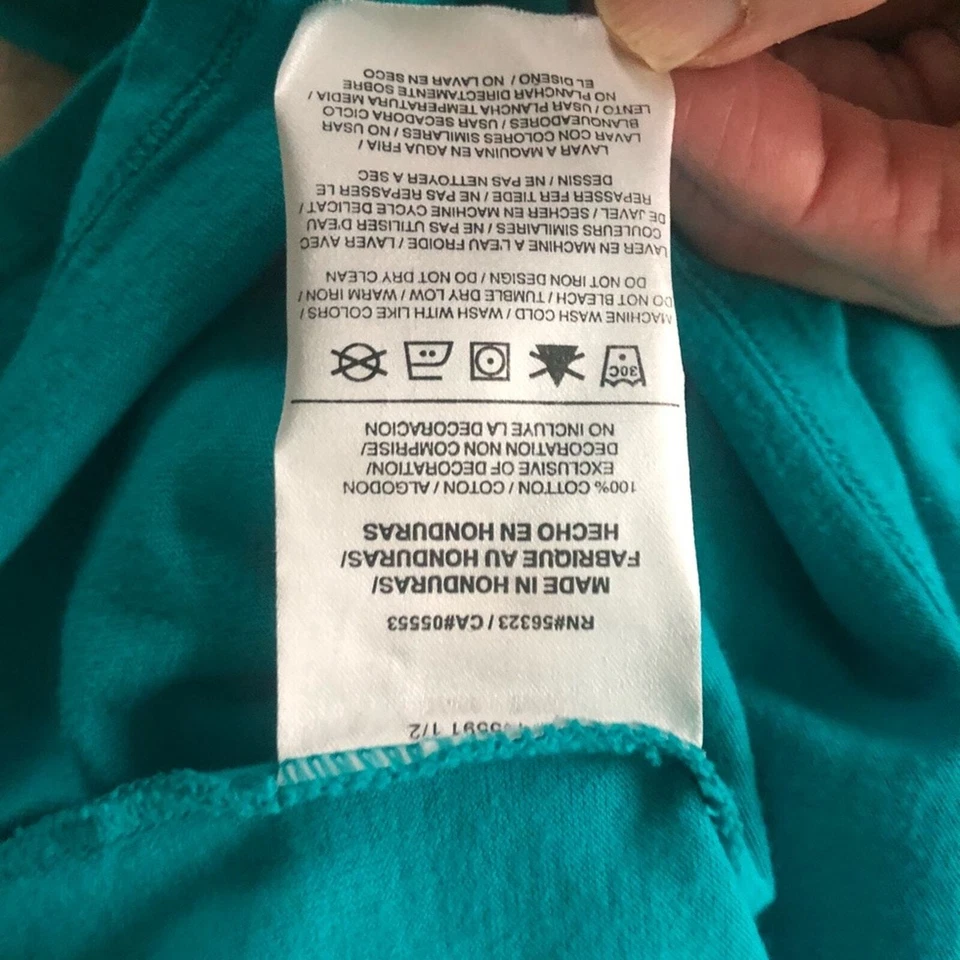 1/2
RN#56323 / CA#05553
MADE IN HONDURAS/
FABRIQUE AU HONDURAS/
HECHO EN HONDURAS
100% COTTON / COTON / ALGODON
EXCLUSIVE OF DECORATION/
DECORATION NON COMPRISE/
NO INCLUYE LA DECORACION
30C
MACHINE WASH COLD / WASH WITH LIKE COLORS /
DO NOT BLEACH / TUMBLE DRY LOW / WARM IRON /
DO NOT IRON DESIGN / DO NOT DRY CLEAN
LAVER EN MACHINE A L'EAU FROIDE / LAVER AVEC
COULEURS SIMILAIRES / NE PAS UTILISER D'EAU
DE JAVEL / SECHER EN MACHINE CYCLE DELICAT /
REPASSER FER TIEDE / NE PAS REPASSER LE
DESSIN / NE PAS NETTOYER A SEC
LAVAR A MAQUINA EN AGUA FRIA /
LAVAR CON COLORES SIMILARES / NO USAR
BLANQUEADORES / USAR SECADORA CICLO
LENTO / USAR PLANCHA TEMPERATURA MEDIA /
NO PLANCHAR DIRECTAMENTE SOBRE
EL DISEÑO / NO LAVAR EN SECO